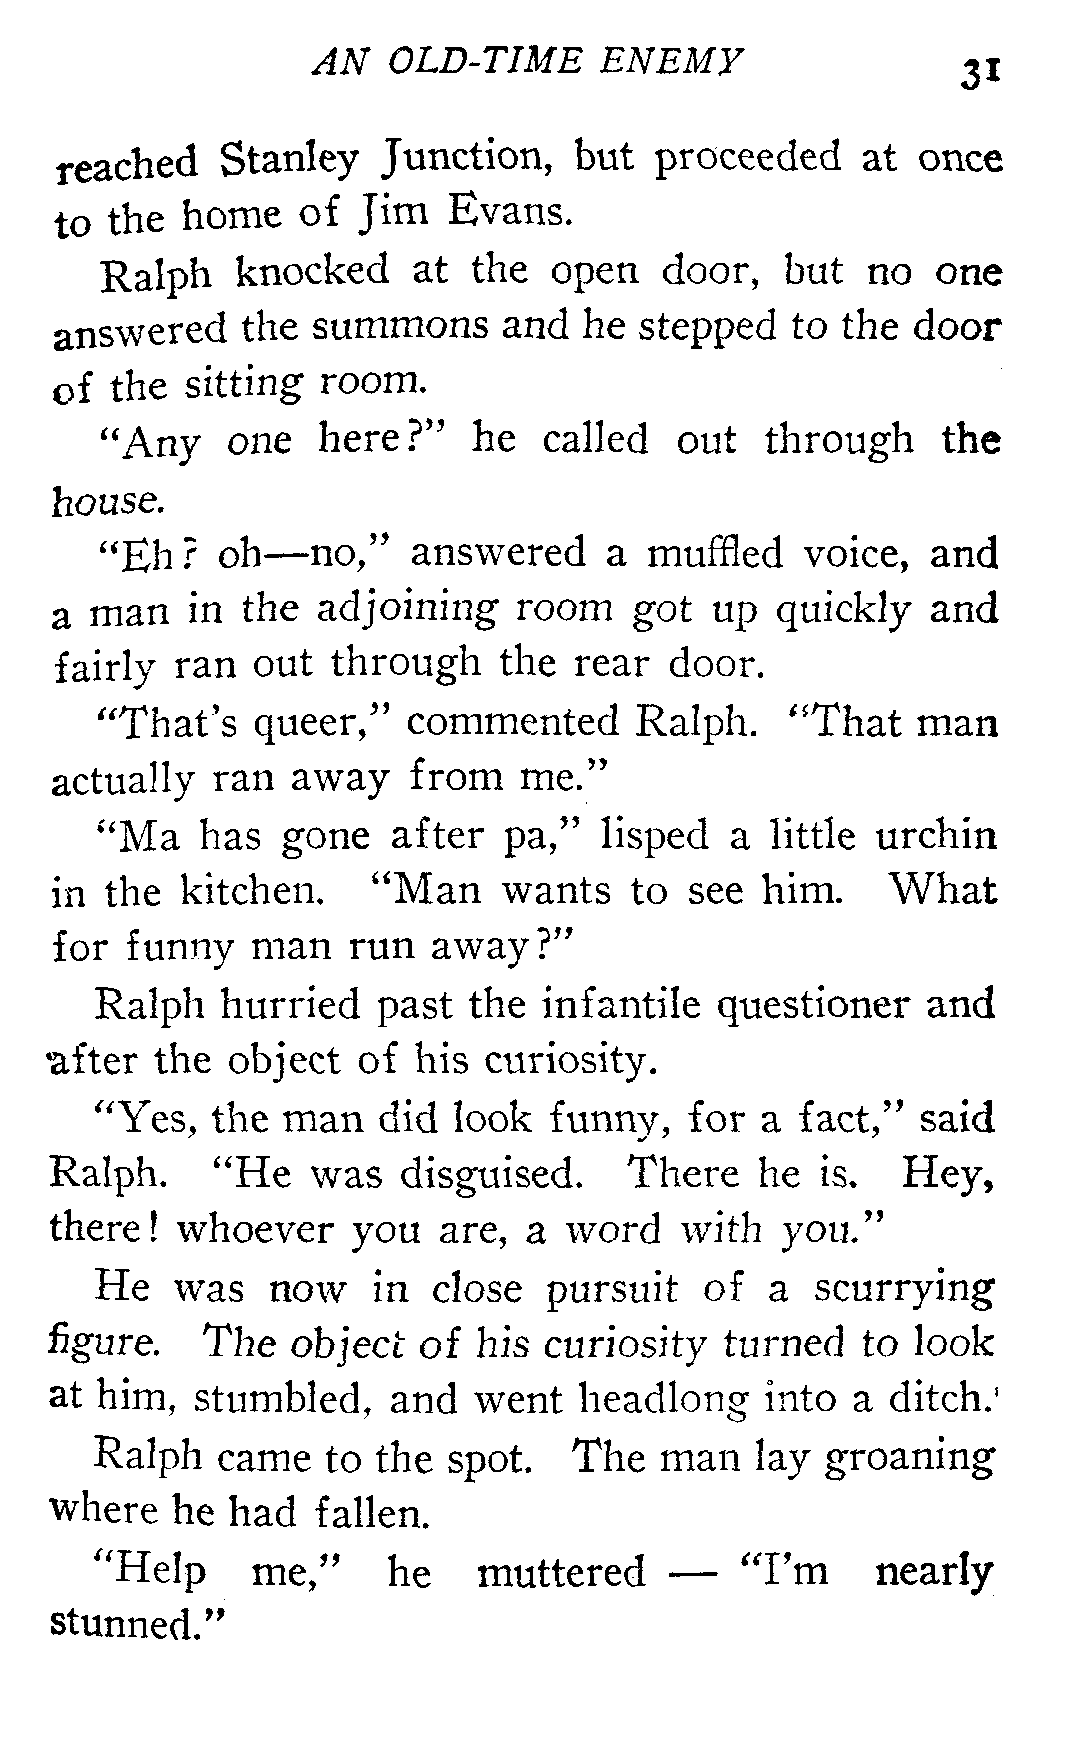 AN OLD-TIME ENEMY 31
reached Stanley Junction, but proceeded at once
to the home of Jim Evans.
Ralph knocked at the open door, but no one
answered the summons and he stepped to the door
of the sitting room.
"Any one here?" he called out through the
house.
"Eh? oh—no," answered a muffled voice, and
a man in the adjoining room got up quickly and
fairly ran out through the rear door.
"That's queer," commented Ralph. "That man
actually ran away from me."
"Ma has gone after pa," lisped a little urchin
in the kitchen. "Man wants to see him. What
for funny man run away?"
Ralph hurried past the infantile questioner and
after the object of his curiosity.
"Yes, the man did look funny, for a fact," said
Ralph. "He was disguised. There he is. Hey,
there! whoever you are, a word with you."
He was now in close pursuit of a scurrying
figure. The object of his curiosity turned to look
at him, stumbled, and went headlong into a ditch.
Ralph came to the spot. The man lay groaning
where he had fallen.
"Help me," he muttered — "I'm nearly
stunned."